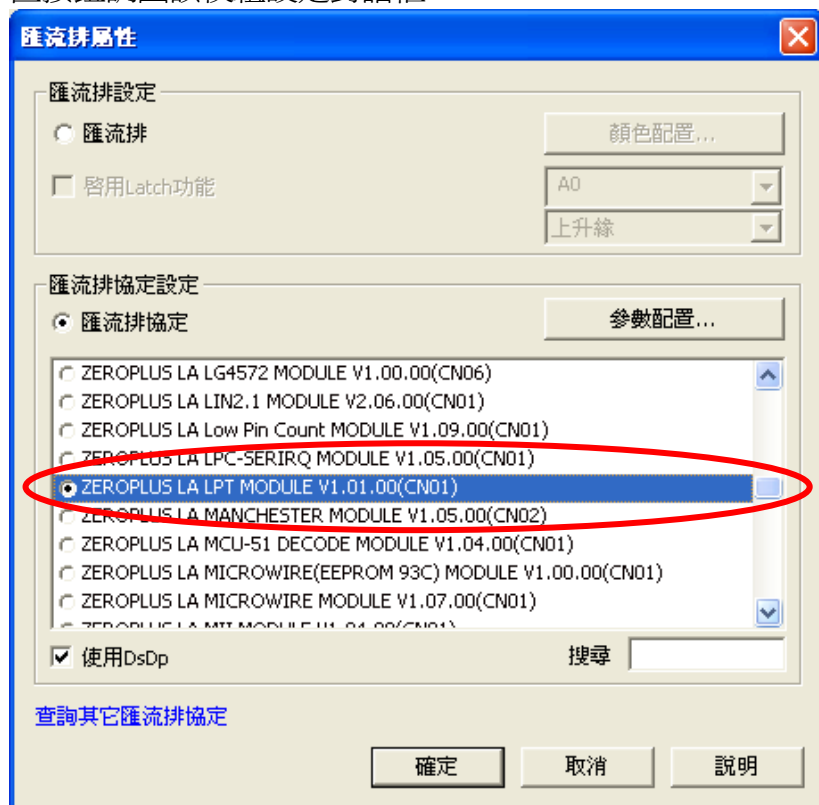 匯流排屬性
匯流排設定
匯流排
顏色配置...
啓用Latch功能
A0
上升緣
匯流排協定設定
匯流排協定
參數配置...
ZEROPLUS LA LG4572 MODULE V1.00.00(CN06)
ZEROPLUS LA LIN2.1 MODULE V2.06.00(CN01)
ZEROPLUS LA Low Pin Count MODULE V1.09.00(CN01)
ZEROPLUS LA LPC-SERIRQ MODULE V1.05.00(CN01)
ZEROPLUS LA LPT MODULE V1.01.00(CN01)
ZEROPLUS LA MANCHESTER MODULE V1.05.00(CN02)
ZEROPLUS LA MCU-51 DECODE MODULE V1.04.00(CN01)
ZEROPLUS LA MICROWIRE(EEPROM 93C) MODULE V1.00.00(CN01)
ZEROPLUS LA MICROWIRE MODULE V1.07.00(CN01)
使用DsDp
搜尋
查詢其它匯流排協定
確定
取消
說明